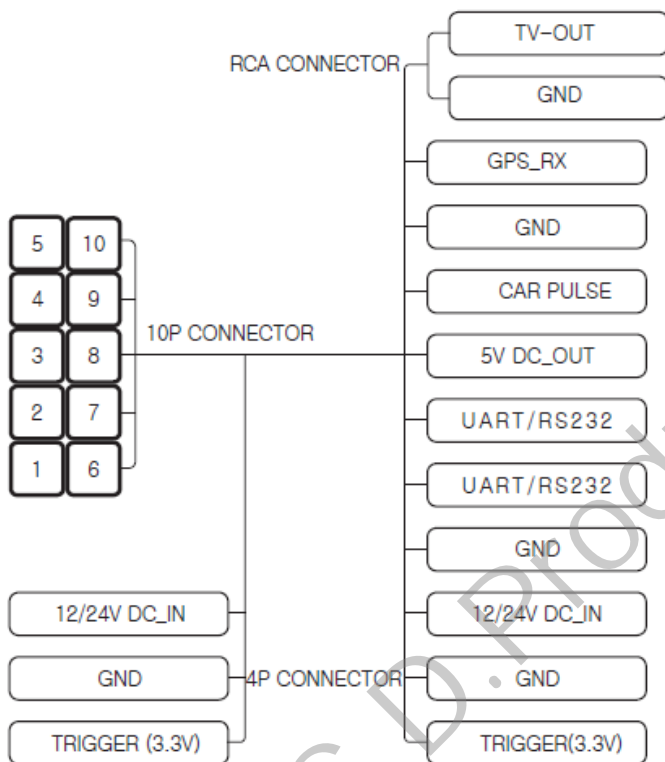 TV-OUT
RCA CONNECTOR
GND
GPS_RX
GND
5 10
CAR PULSE
4 9
10P CONNECTOR
3 8
5V DC_OUT
2 7
UART/RS232
1 6
UART/RS232
GND
12/24V DC_IN
12/24V DC_IN
GND
4P CONNECTOR
GND
TRIGGER (3.3V)
TRIGGER(3.3V)